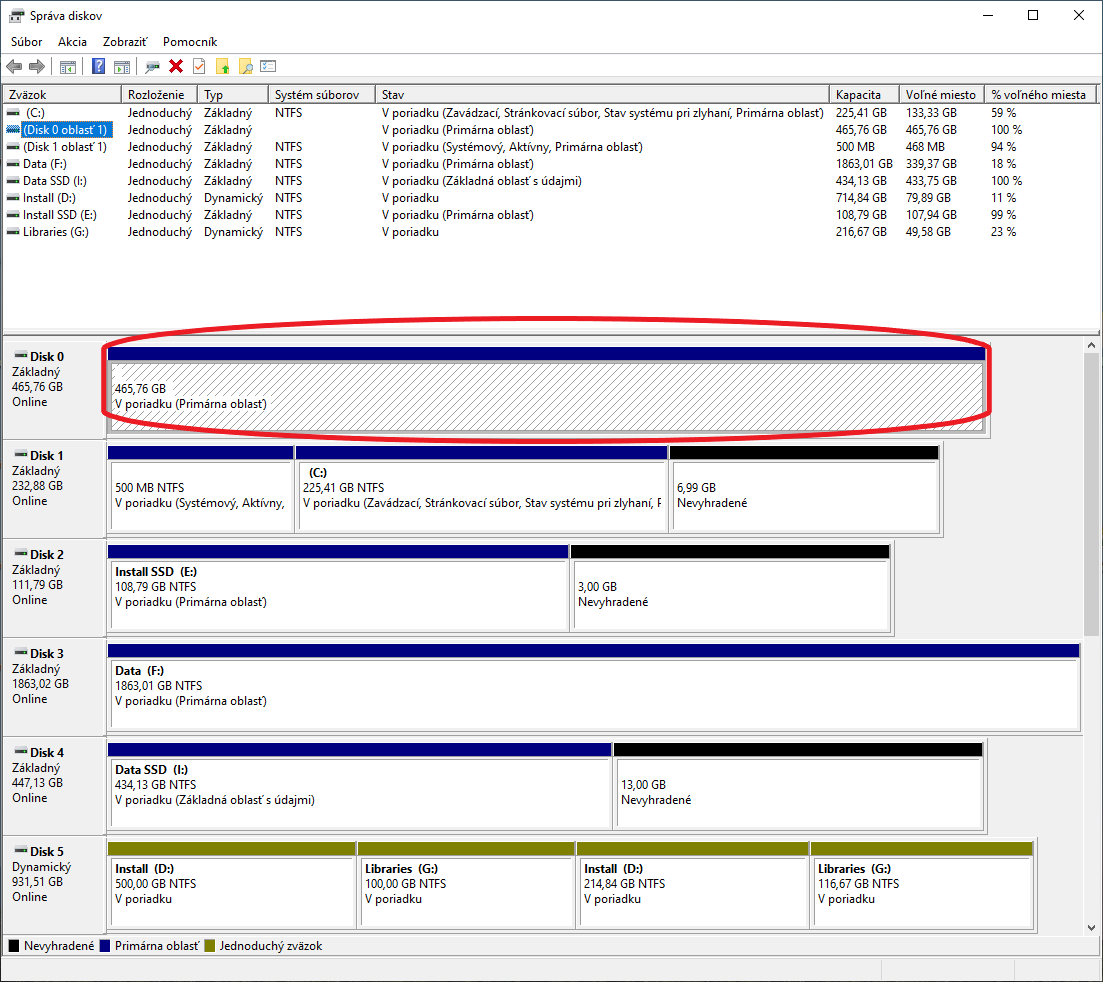 Správa diskov
Súbor Akcia Zobraziť Pomocník
Zväzok Rozloženie Typ Systém súborov Stav Kapacita Voľné miesto % voľného miesta
(C:) Jednoduchý Základný NTFS V poriadku (Zavádzací, Stránkovací súbor, Stav systému pri zlyhaní, Primárna oblasť) 225,41 GB 133,33 GB 59 %
(Disk 0 oblasť 1) Jednoduchý Základný V poriadku (Primárna oblasť) 465,76 GB 465,76 GB 100 %
(Disk 1 oblasť 1) Jednoduchý Základný NTFS V poriadku (Systémový, Aktívny, Primárna oblasť) 500 MB 468 MB 94 %
Data (F:) Jednoduchý Základný NTFS V poriadku (Primárna oblasť) 1863,01 GB 339,37 GB 18 %
Data SSD (I:) Jednoduchý Základný NTFS V poriadku (Základná oblasť s údajmi) 434,13 GB 433,75 GB 100 %
Install (D:) Jednoduchý Dynamický NTFS V poriadku 714,84 GB 79,89 GB 11 %
Install SSD (E:) Jednoduchý Základný NTFS V poriadku (Primárna oblasť) 108,79 GB 107,94 GB 99 %
Libraries (G:) Jednoduchý Dynamický NTFS V poriadku 216,67 GB 49,58 GB 23 %
Disk 0
Základný
465,76 GB
Online
465,76 GB
V poriadku (Primárna oblasť)
Disk 1
Základný
232,88 GB
Online
500 MB NTFS
V poriadku (Systémový, Aktívny,
(C:)
225,41 GB NTFS
V poriadku (Zavádzací, Stránkovací súbor, Stav systému pri zlyhaní, P
6,99 GB
Nevyhradené
Disk 2
Základný
111,79 GB
Online
Install SSD (E:)
108,79 GB NTFS
V poriadku (Primárna oblasť)
3,00 GB
Nevyhradené
Disk 3
Základný
1863,02 GB
Online
Data (F:)
1863,01 GB NTFS
V poriadku (Primárna oblasť)
Disk 4
Základný
447,13 GB
Online
Data SSD (I:)
434,13 GB NTFS
V poriadku (Základná oblasť s údajmi)
13,00 GB
Nevyhradené
Disk 5
Dynamický
931,51 GB
Online
Install (D:)
500,00 GB NTFS
V poriadku
Libraries (G:)
100,00 GB NTFS
V poriadku
Install (D:)
214,84 GB NTFS
V poriadku
Libraries (G:)
116,67 GB NTFS
V poriadku
Nevyhradené Primárna oblasť Jednoduchý zväzok